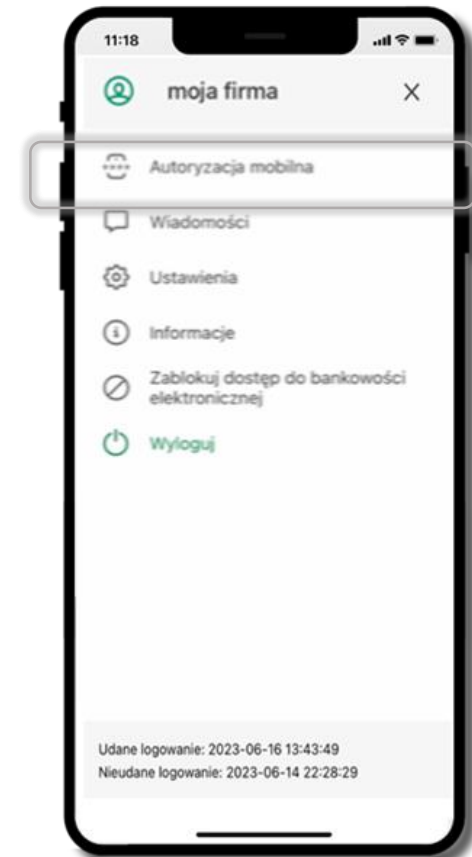 11:18
moja firma
Autoryzacja mobilna
Wiadomości
Ustawienia
Informacje
Zablokuj dostęp do bankowości
elektronicznej
Wyloguj
Udane logowanie: 2023-06-16 13:43:49
Nieudane logowanie: 2023-06-14 22:28:29